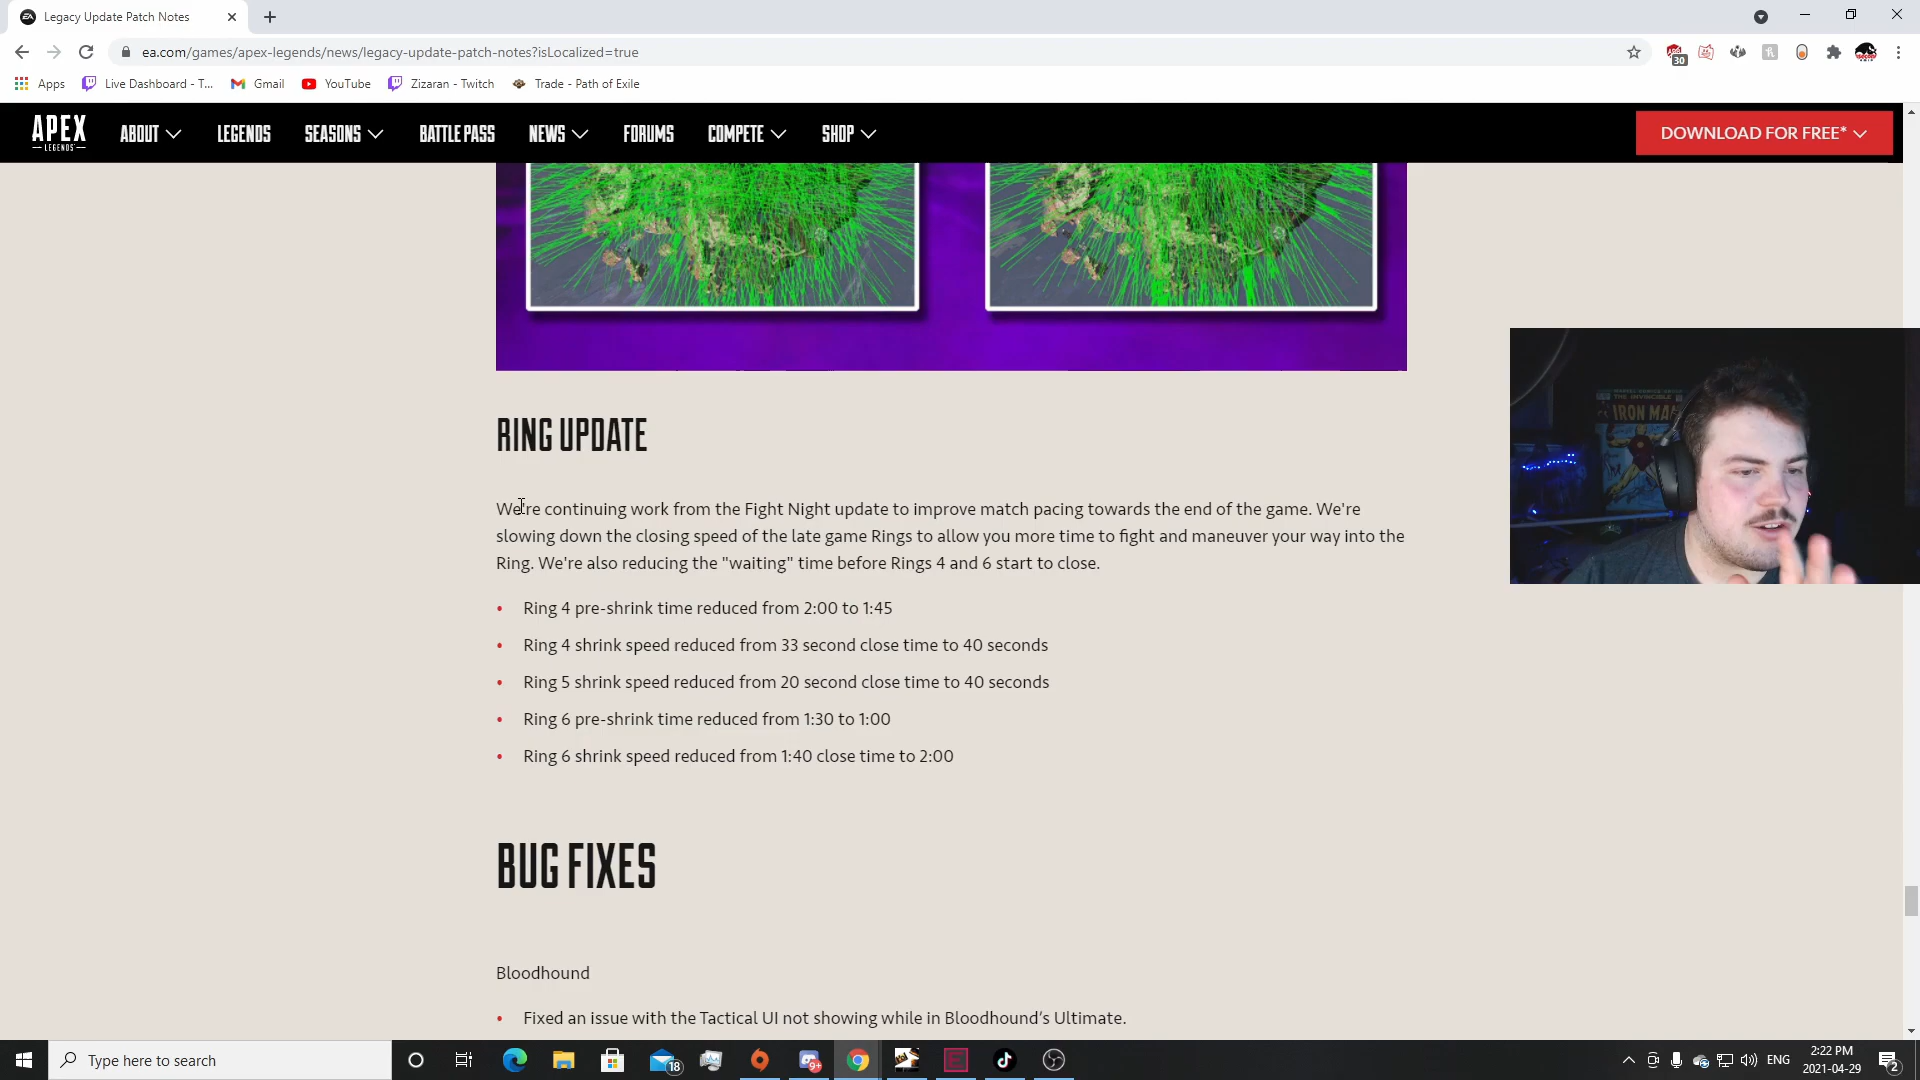 Legacy Update Patch Notes
ea.com/games/apex-legends/news/legacy-update-patch-notes?isLocalized=true
30
Apps
Live Dashboard - T...
Gmail
YouTube
Zizaran - Twitch
Trade - Path of Exile
APEX
LEGENDS
ABOUT
LEGENDS
SEASONS
BATTLE PASS
NEWS
FORUMS
COMPETE
SHOP
DOWNLOAD FOR FREE*
IRON MAN
RING UPDATE
We're continuing work from the Fight Night update to improve match pacing towards the end of the game. We're
slowing down the closing speed of the late game Rings to allow you more time to fight and maneuver your way into the
Ring. We're also reducing the "waiting" time before Rings 4 and 6 start to close.
• Ring 4 pre-shrink time reduced from 2:00 to 1:45
• Ring 4 shrink speed reduced from 33 second close time to 40 seconds
• Ring 5 shrink speed reduced from 20 second close time to 40 seconds
• Ring 6 pre-shrink time reduced from 1:30 to 1:00
• Ring 6 shrink speed reduced from 1:40 close time to 2:00
BUG FIXES
Bloodhound
• Fixed an issue with the Tactical UI not showing while in Bloodhound’s Ultimate.
Type here to search
18
9+
ENG
2:22 PM
2021-04-29
2